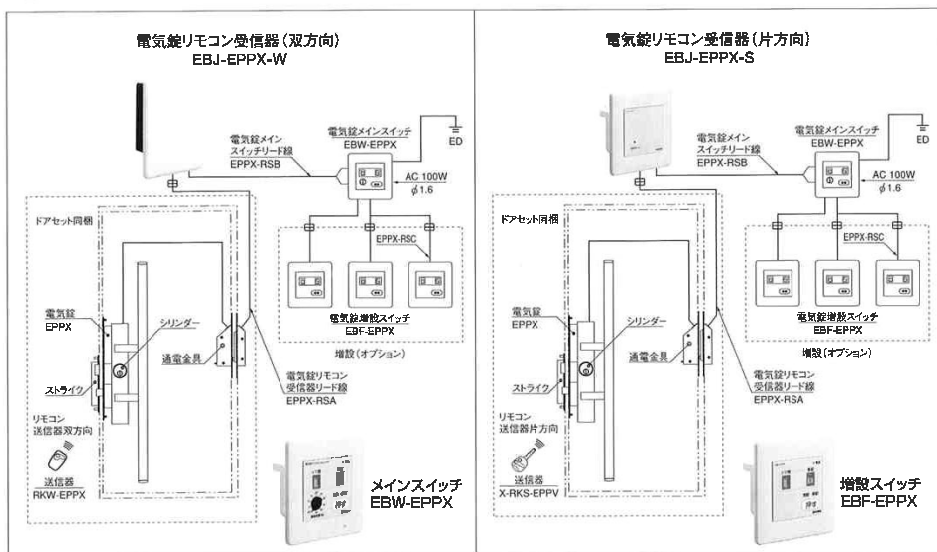 電気錠リモコン受信器(双方向)
EBJ-EPPX-W
電気錠メイン
スイッチリード線
EPPX-RSB
電気錠メインスイッチ
EBW-EPPX
ED
AC 100W
φ1.6
ドアセット同梱
EPPX-RSC
電気錠
EPPX
シリンダー
通電金具
ストライク
電気錠増設スイッチ
EBF-EPPX
増設(オプション)
電気錠リモコン
受信器リード線
EPPX-RSA
リモコン
送信器双方向
送信器
RKW-EPPX
メインスイッチ
EBW-EPPX
電気錠リモコン受信器(片方向)
EBJ-EPPX-S
電気錠メイン
スイッチリード線
EPPX-RSB
電気錠メインスイッチ
EBW-EPPX
ED
AC 100W
φ1.6
ドアセット同梱
EPPX-RSC
電気錠
EPPX
シリンダー
通電金具
ストライク
電気錠増設スイッチ
EBF-EPPX
増設(オプション)
電気錠リモコン
受信器リード線
EPPX-RSA
リモコン
送信器片方向
送信器
X-RKS-EPPV
増設スイッチ
EBF-EPPX